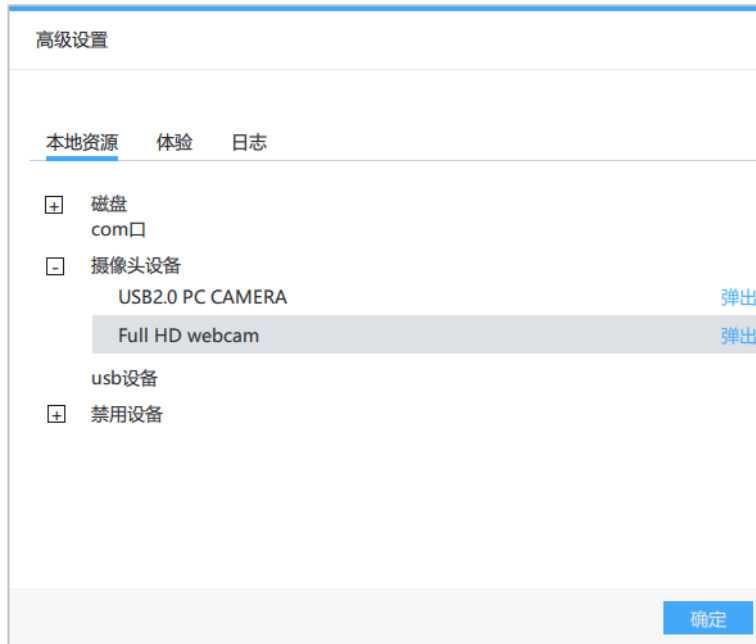 高级设置
本地资源 体验 日志
磁盘
com口
摄像头设备
USB2.0 PC CAMERA 弹出
Full HD webcam 弹出
usb设备
禁用设备
确定